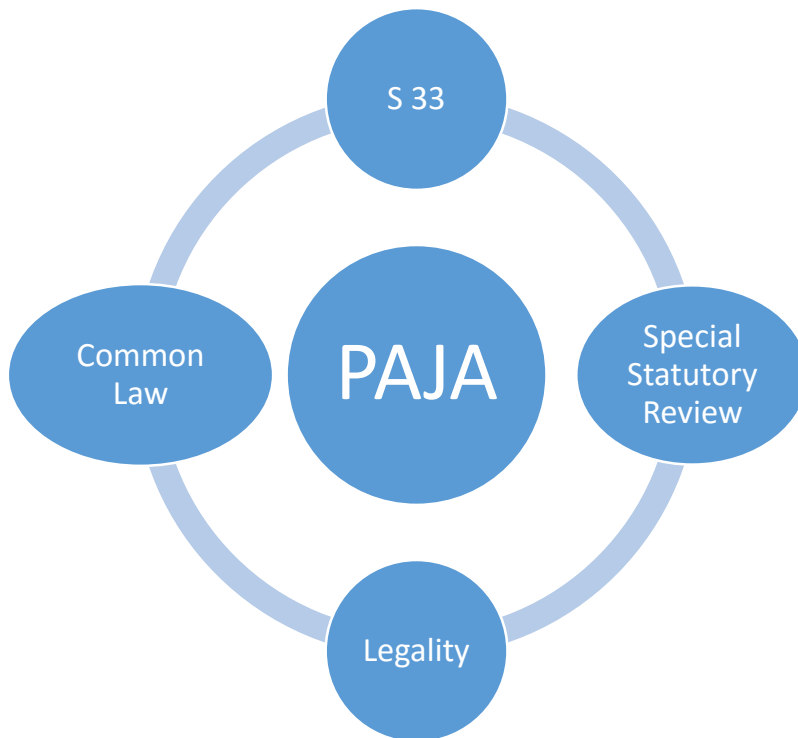 S 33
Common
Law
PAJA
Special
Statutory
Review
Legality